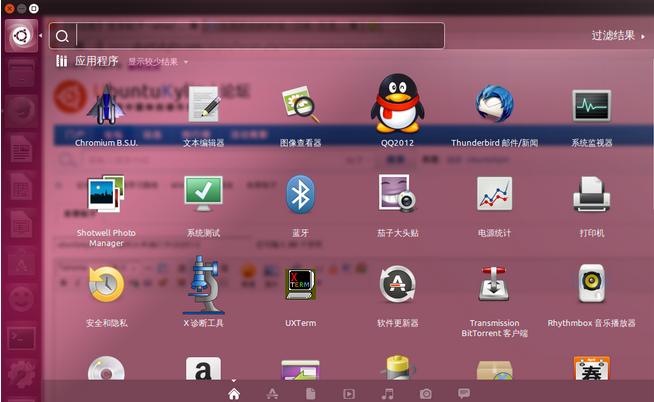 过滤结果
应用程序 显示较少结果
Chromium B.S.U.
文本编辑器
图像查看器
QQ2012
Thunderbird 邮件/新闻
系统监视器
Shotwell Photo
Manager
系统测试
蓝牙
茄子大头贴
电源统计
打印机
安全和隐私
X 诊断工具
UXTerm
软件更新器
Transmission
BitTorrent 客户端
Rhythmbox 音乐播放器
X
TERM
a
春